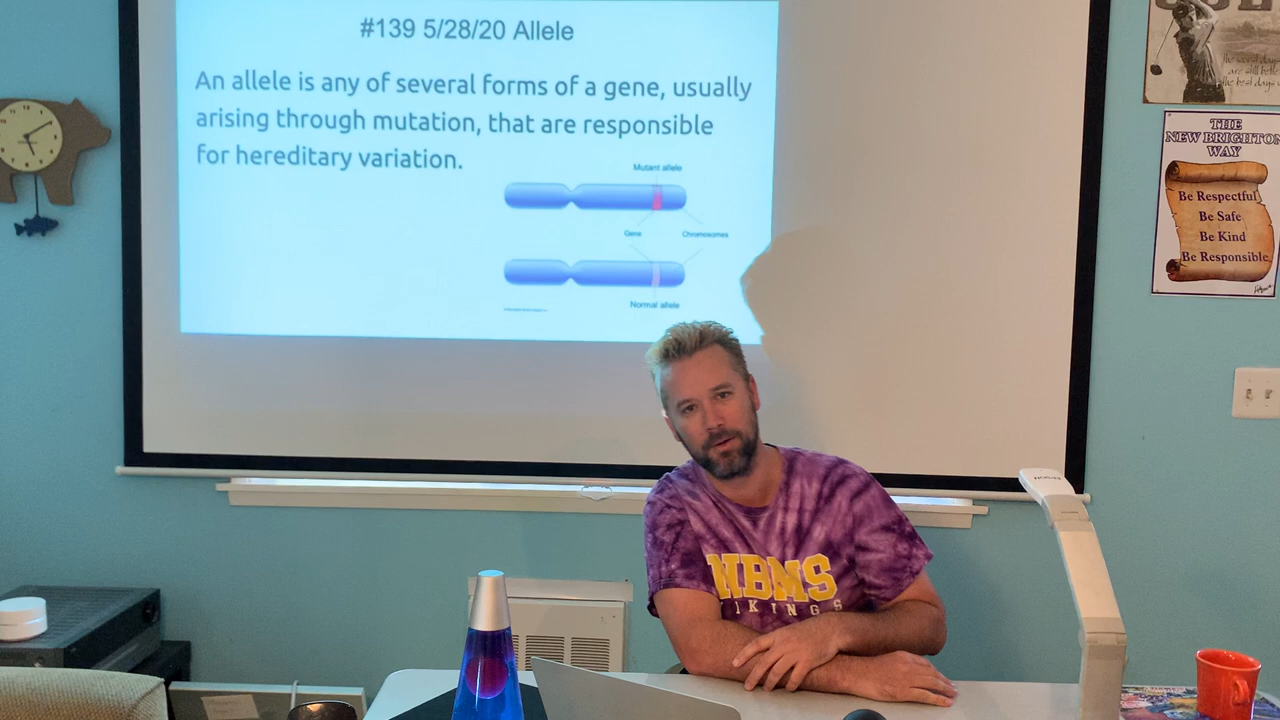 #139 5/28/20 Allele
An allele is any of several forms of a gene, usually
arising through mutation, that are responsible
for hereditary variation.
Mutant allele
Gene
Chromosomes
Normal allele
THE
NEW BRIGHTON
WAY
Be Respectful
Be Safe
Be Kind
Be Responsible
NBMS
VIKINGS
EPSON